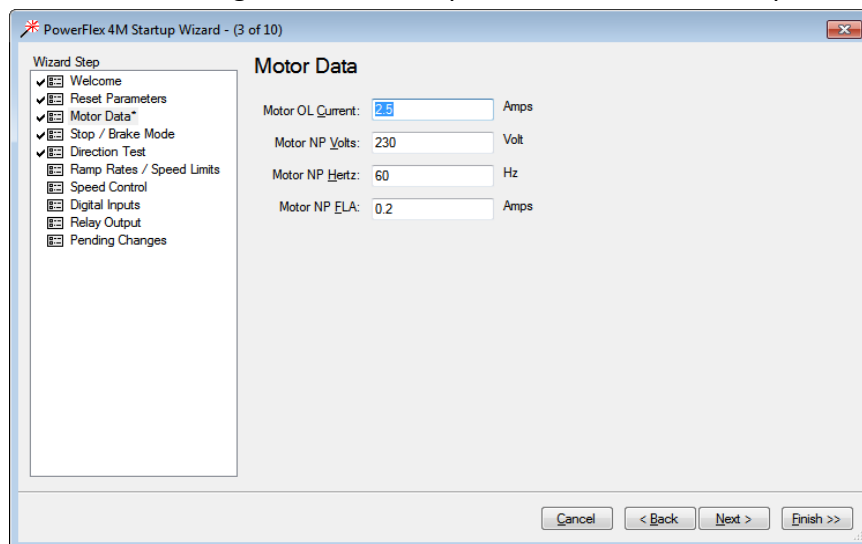 PowerFlex 4M Startup Wizard - (3 of 10)
Wizard Step
Welcome
Reset Parameters
Motor Data*
Stop / Brake Mode
Direction Test
Ramp Rates / Speed Limits
Speed Control
Digital Inputs
Relay Output
Pending Changes
Motor Data
Motor OL Current: 2.5 Amps
Motor NP Volts: 230 Volt
Motor NP Hertz: 60 Hz
Motor NP FLA: 0.2 Amps
Cancel < Back Next > Finish >>